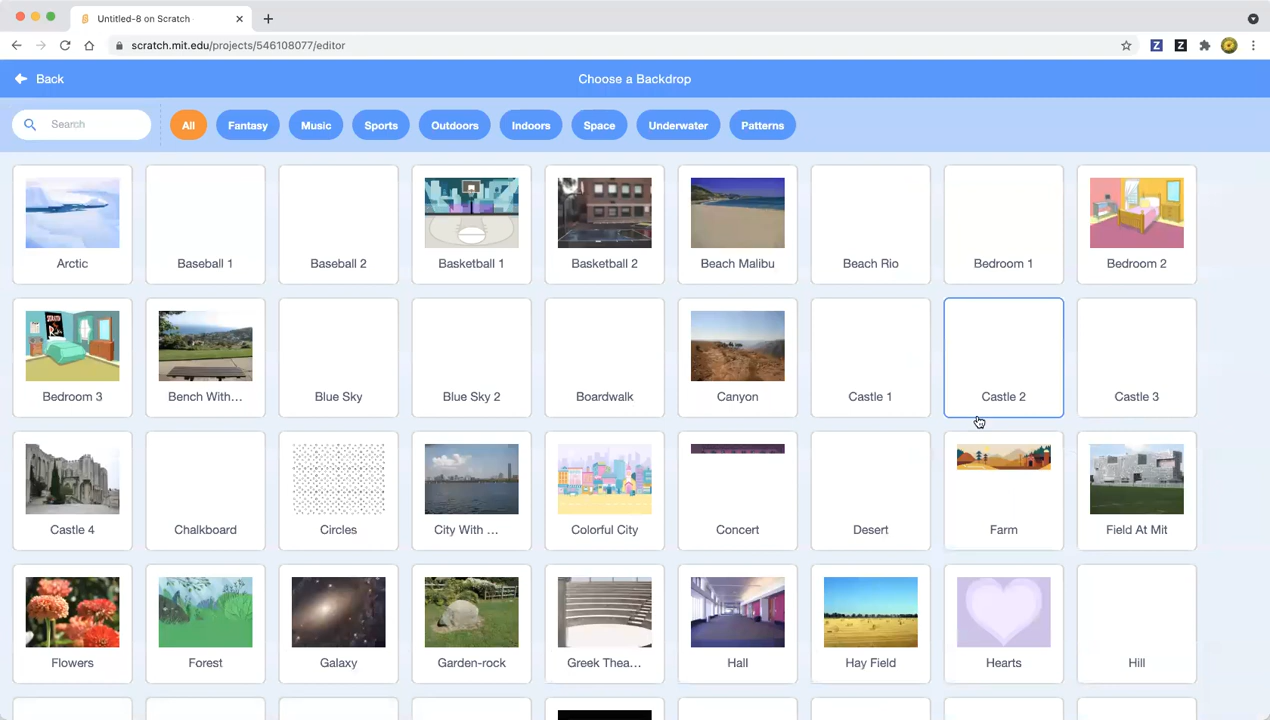 Untitled-8 on Scratch
scratch.mit.edu/projects/546108077/editor
Back
Choose a Backdrop
Search
All
Fantasy
Music
Sports
Outdoors
Indoors
Space
Underwater
Patterns
Arctic
Baseball 1
Baseball 2
Basketball 1
Basketball 2
Beach Malibu
Beach Rio
Bedroom 1
Bedroom 2
Bedroom 3
Bench With...
Blue Sky
Blue Sky 2
Boardwalk
Canyon
Castle 1
Castle 2
Castle 3
Castle 4
Chalkboard
Circles
City With ...
Colorful City
Concert
Desert
Farm
Field At Mit
Flowers
Forest
Galaxy
Garden-rock
Greek Thea...
Hall
Hay Field
Hearts
Hill